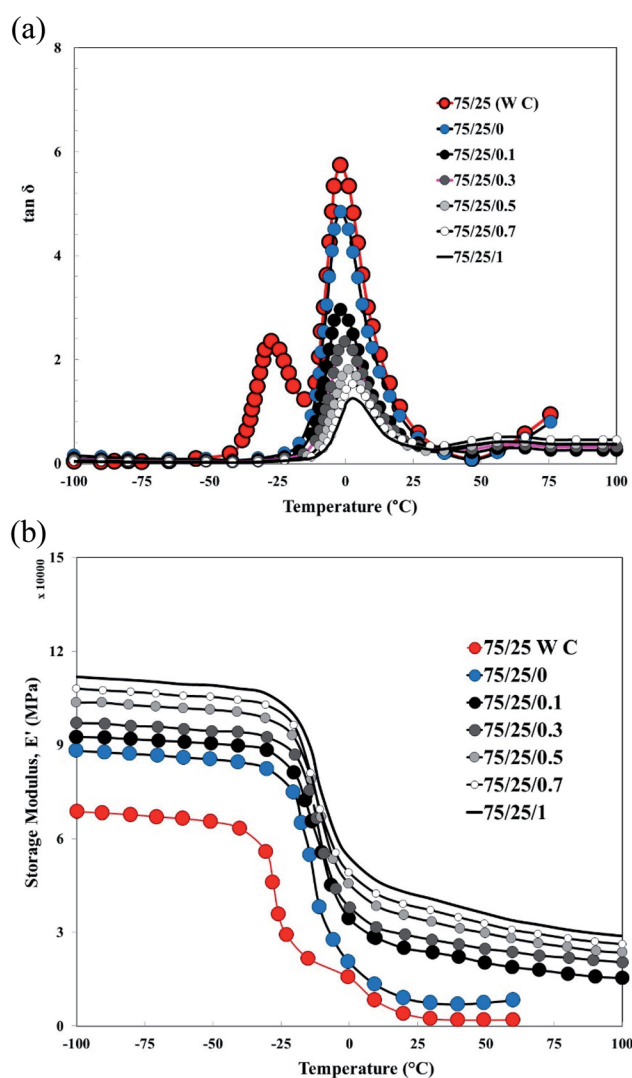 (a)
8
6
4
2
0
tan δ
75/25 (W C)
75/25/0
75/25/0.1
75/25/0.3
75/25/0.5
75/25/0.7
75/25/1
-100 -75 -50 -25 0 25 50 75 100
Temperature (°C)
(b)
x 10000
15
12
9
6
3
0
Storage Modulus, E' (MPa)
75/25 W C
75/25/0
75/25/0.1
75/25/0.3
75/25/0.5
75/25/0.7
75/25/1
-100 -75 -50 -25 0 25 50 75 100
Temperature (°C)